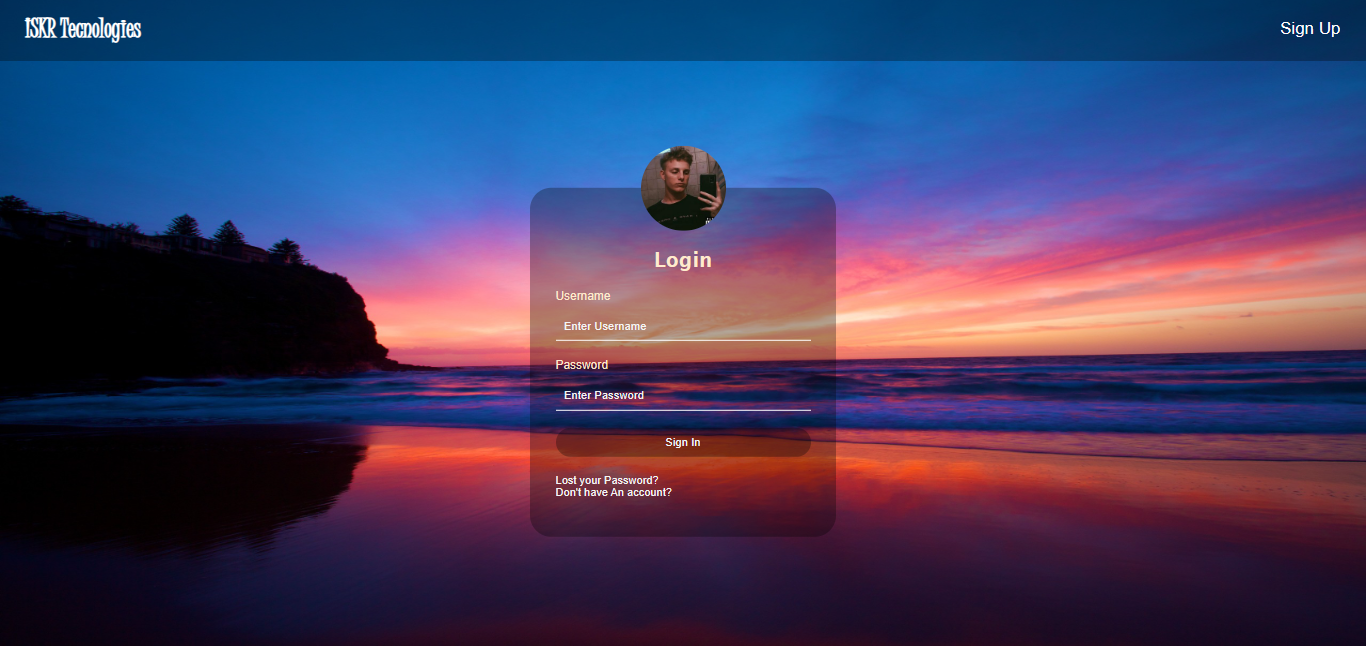 ISKR Tecnologies
Sign Up
Login
Username
Enter Username
Password
Enter Password
Sign In
Lost your Password?
Don't have An account?